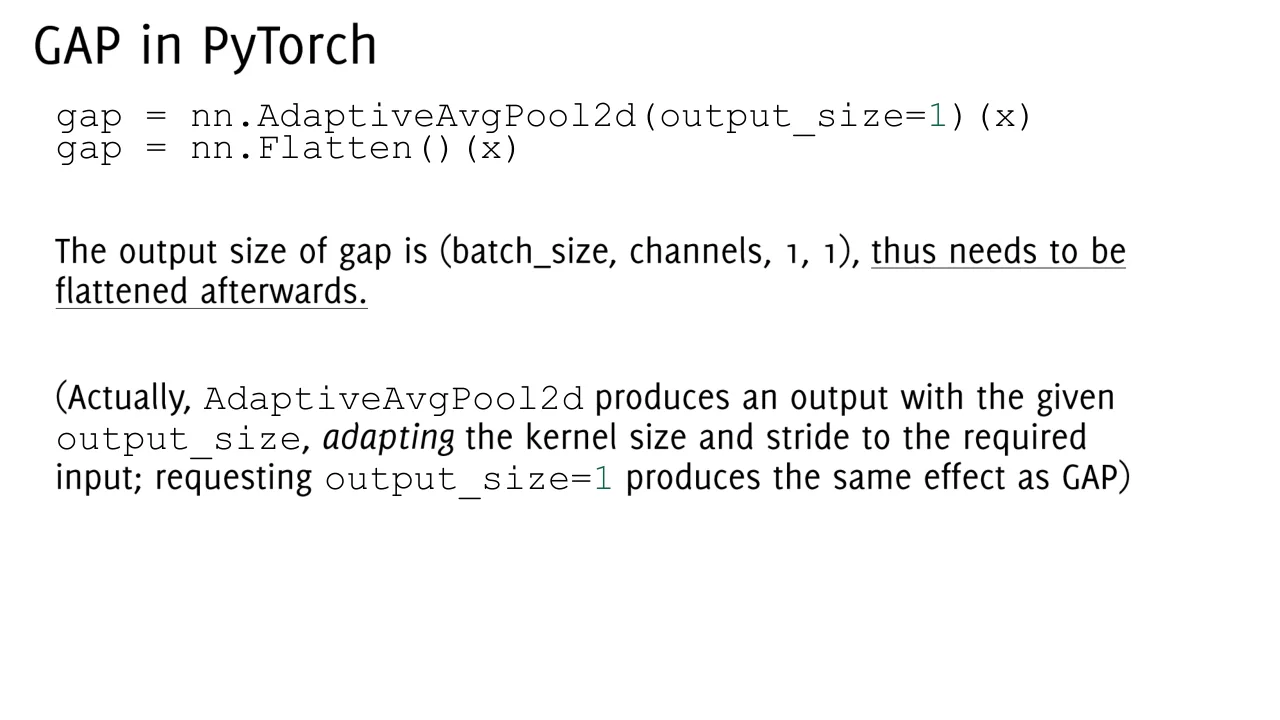 GAP in PyTorch
gap = nn.AdaptiveAvgPool2d(output_size=1)(x)
gap = nn.Flatten()(x)
The output size of gap is (batch_size, channels, 1, 1), thus needs to be
flattened afterwards.
(Actually, AdaptiveAvgPool2d produces an output with the given
output_size, adapting the kernel size and stride to the required
input; requesting output_size=1 produces the same effect as GAP)